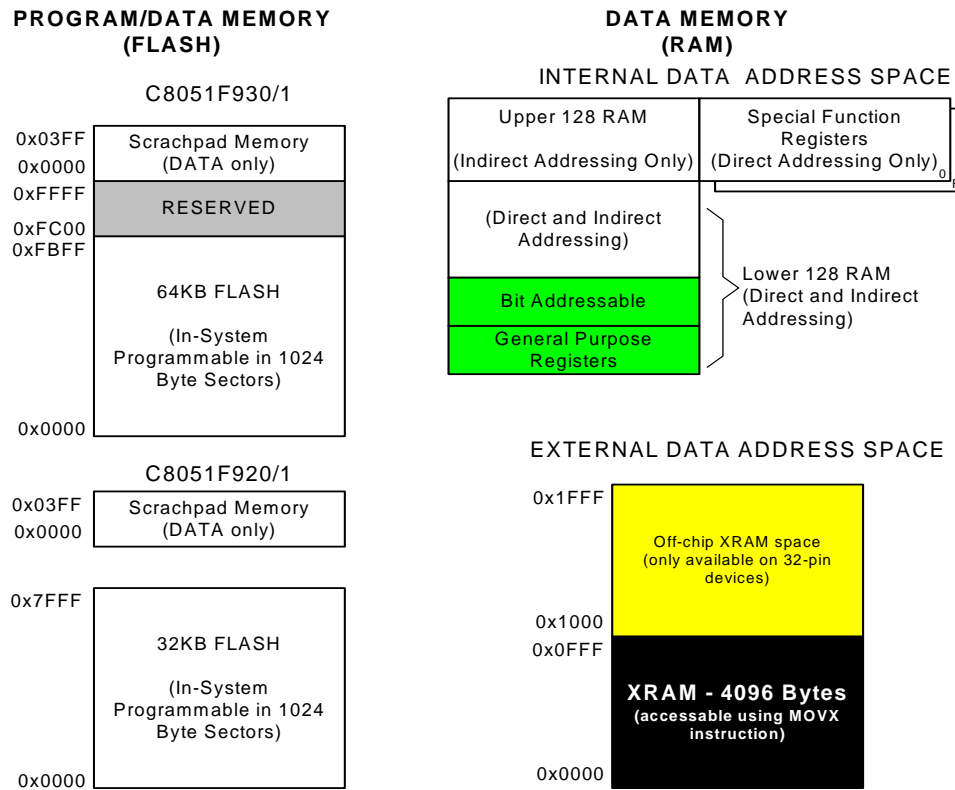 PROGRAM/DATA MEMORY
(FLASH)
C8051F930/1
0x03FF
Scrachpad Memory
(DATA only)
0x0000
0xFFFF
RESERVED
0xFC00
0xFBFF
64KB FLASH
(In-System
Programmable in 1024
Byte Sectors)
0x0000
C8051F920/1
0x03FF
Scrachpad Memory
(DATA only)
0x0000
0x7FFF
32KB FLASH
(In-System
Programmable in 1024
Byte Sectors)
0x0000
DATA MEMORY
(RAM)
INTERNAL DATA ADDRESS SPACE
Upper 128 RAM
(Indirect Addressing Only)
Special Function
Registers
(Direct Addressing Only)
0
(Direct and Indirect
Addressing)
Bit Addressable
General Purpose
Registers
Lower 128 RAM
(Direct and Indirect
Addressing)
EXTERNAL DATA ADDRESS SPACE
0x1FFF
Off-chip XRAM space
(only available on 32-pin
devices)
0x1000
0x0FFF
XRAM - 4096 Bytes
(accessable using MOVX
instruction)
0x0000